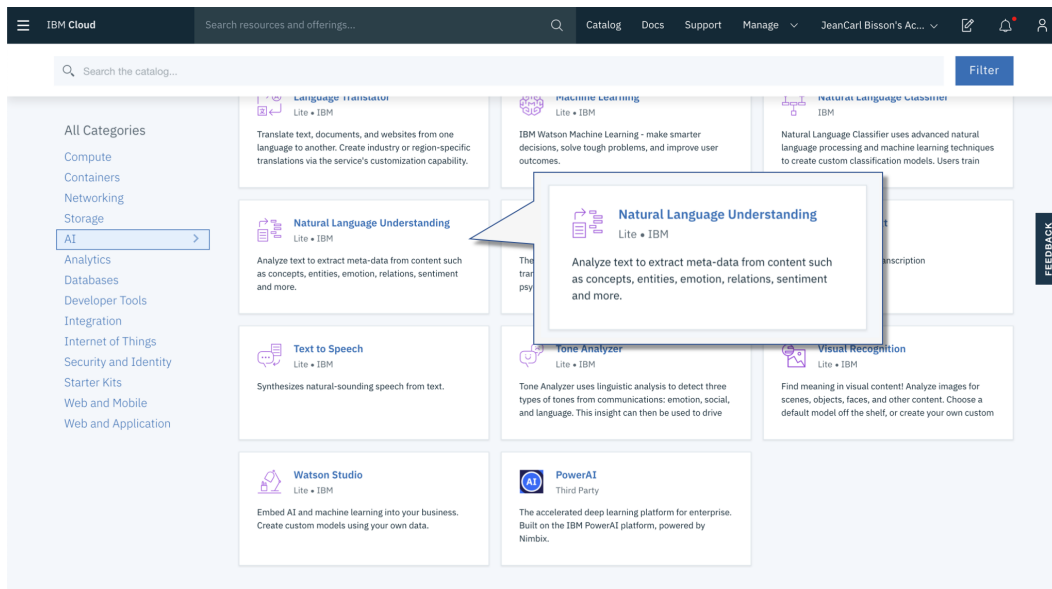 IBM Cloud
Search resources and offerings...
Catalog
Docs
Support
Manage
JeanCarl Bisson's Ac...
Search the catalog...
Filter
All Categories
Compute
Containers
Networking
Storage
AI
Analytics
Databases
Developer Tools
Integration
Internet of Things
Security and Identity
Starter Kits
Web and Mobile
Web and Application
Language Translator
Lite • IBM
Translate text, documents, and websites from one
language to another. Create industry or region-specific
translations via the service's customization capability.
Machine Learning
Lite • IBM
IBM Watson Machine Learning - make smarter
decisions, solve tough problems, and improve user
outcomes.
Natural Language Classifier
IBM
Natural Language Classifier uses advanced natural
language processing and machine learning techniques
to create custom classification models. Users train
Natural Language Understanding
Lite • IBM
Analyze text to extract meta-data from content such
as concepts, entities, emotion, relations, sentiment
and more.
Natural Language Understanding
Lite • IBM
Analyze text to extract meta-data from content such
as concepts, entities, emotion, relations, sentiment
and more.
Text to Speech
Lite • IBM
Synthesizes natural-sounding speech from text.
Tone Analyzer
Lite • IBM
Tone Analyzer uses linguistic analysis to detect three
types of tones from communications: emotion, social,
and language. This insight can then be used to drive
Visual Recognition
Lite • IBM
Find meaning in visual content! Analyze images for
scenes, objects, faces, and other content. Choose a
default model off the shelf, or create your own custom
Watson Studio
Lite • IBM
Embed AI and machine learning into your business.
Create custom models using your own data.
AI
PowerAI
Third Party
The accelerated deep learning platform for enterprise.
Built on the IBM PowerAI platform, powered by
Nimbix.
FEEDBACK